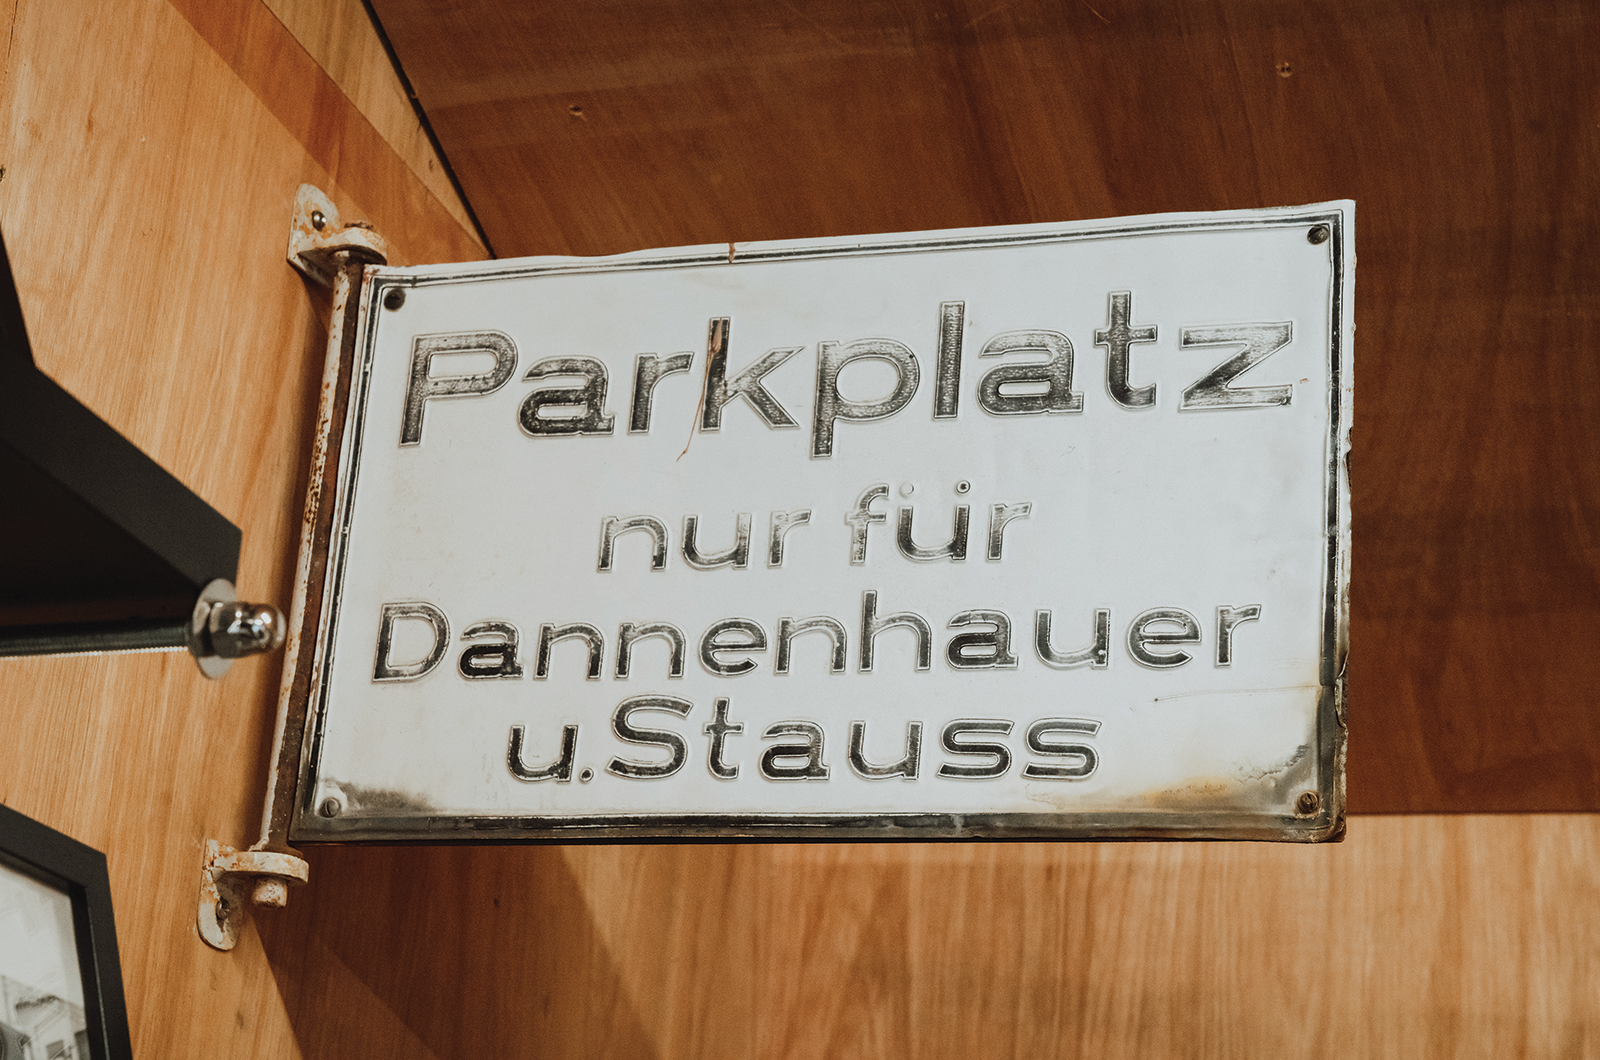 Parkplatz
nur für
Dannenhauer
u. Stauss